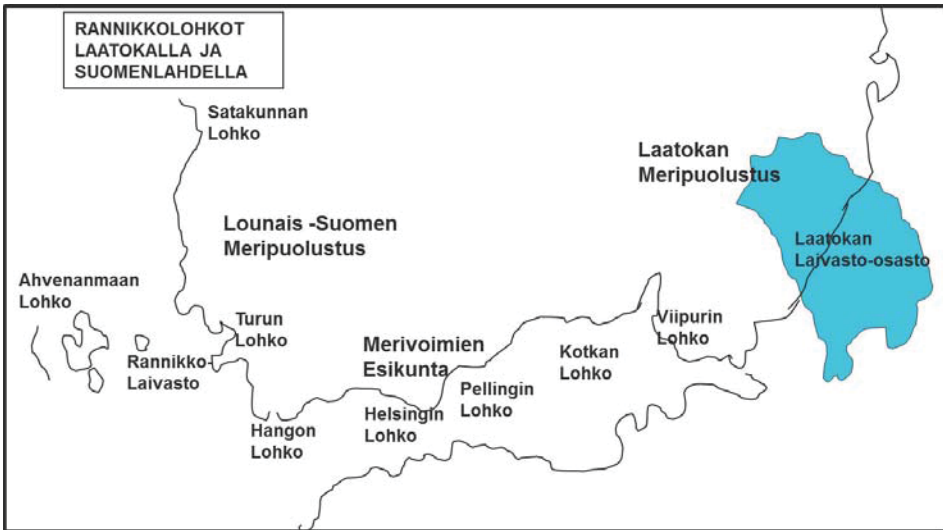 RANNIKKOLOHKOT
LAATOKALLA JA
SUOMENLAHDELLA
Satakunnan
Lohko
Laatokan
Meripuolustus
Lounais -Suomen
Meripuolustus
Laatokan
Laivasto-osasto
Ahvenanmaan
Lohko
Turun
Lohko
Viipurin
Lohko
Rannikko-
Laivasto
Merivoimien
Esikunta
Kotkan
Lohko
Pellingin
Lohko
Hangon
Lohko
Helsingin
Lohko